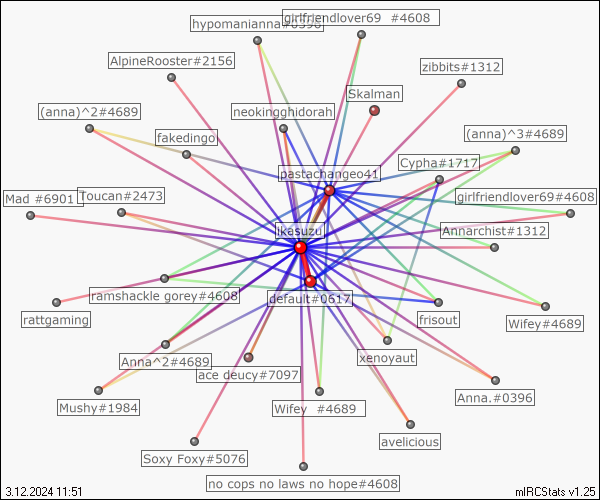 girlfriendlover69  #4608
hypomanianna#0396
AlpineRooster#2156
zibbits#1312
Skalman
(anna)^2#4689
neokingghidorah
fakedingo
(anna)^3#4689
Cypha#1717
pastachangeo41
Mad #6901
Toucan#2473
girlfriendlover69#4608
ikasuzu
Annarchist#1312
ramshackle gorey#4608
default#0617
rattgaming
frisout
Wifey#4689
Anna^2#4689
xenoyaut
ace deucy#7097
Anna.#0396
Mushy#1984
Wifey  #4689
avelicious
Soxy Foxy#5076
no cops no laws no hope#4608
3.12.2024 11:51
mIRCStats v1.25